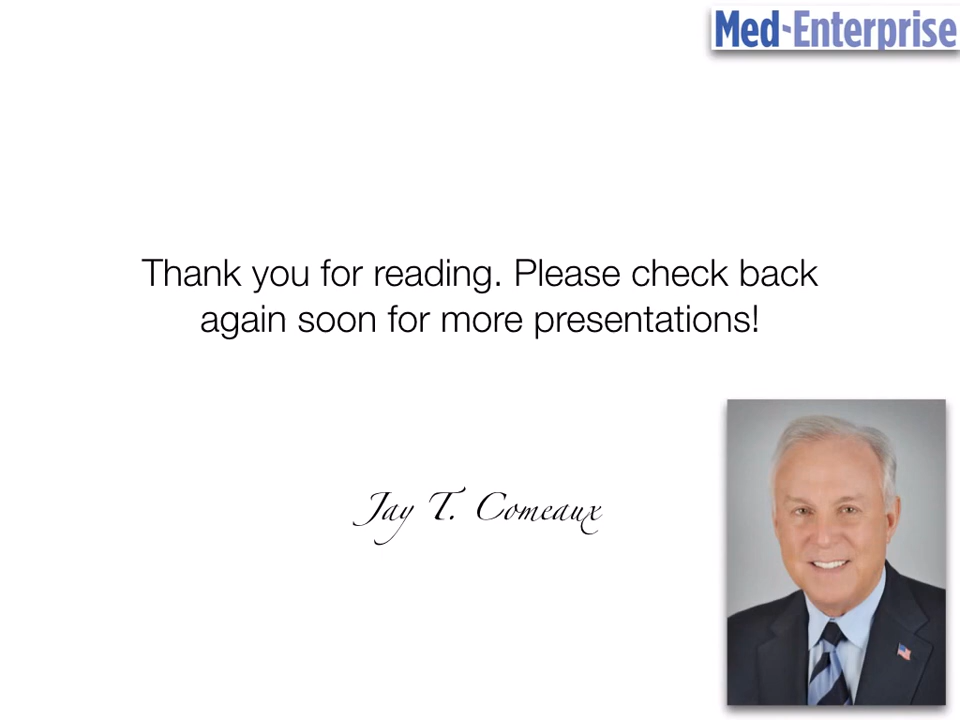 Med-Enterprise
Thank you for reading. Please check back
again soon for more presentations!
Jay T. Comeaux